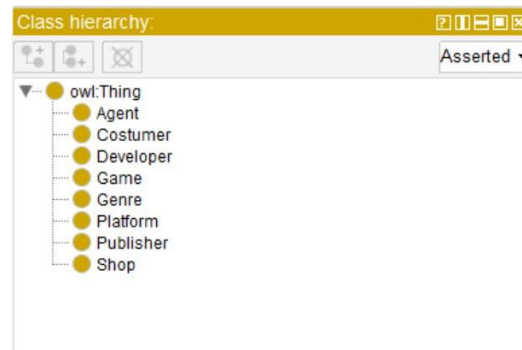 Class hierarchy:
Asserted
owl:Thing
Agent
Costumer
Developer
Game
Genre
Platform
Publisher
Shop